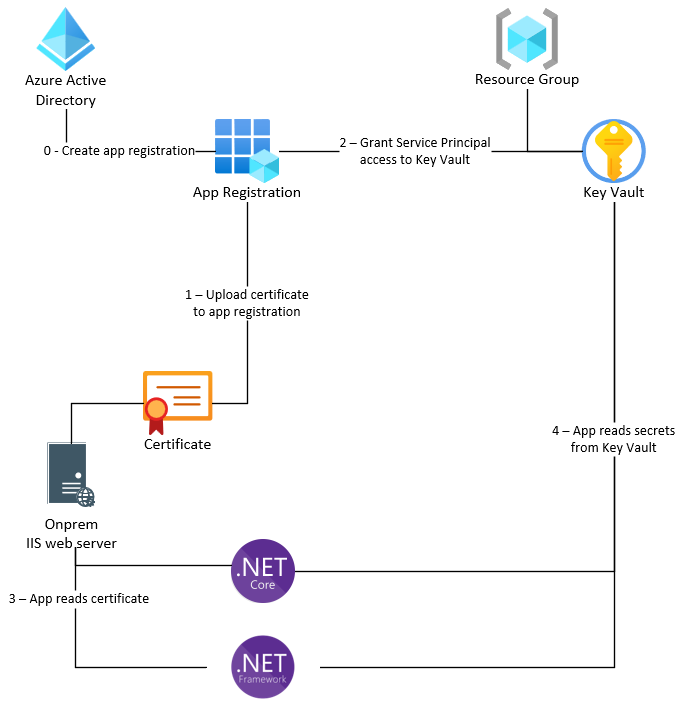 Azure Active
Directory
Resource Group
0 - Create app registration
2 – Grant Service Principal
access to Key Vault
App Registration
Key Vault
1 – Upload certificate
to app registration
Certificate
4 – App reads secrets
from Key Vault
Onprem
IIS web server
.NET
Core
3 – App reads certificate
.NET
Framework